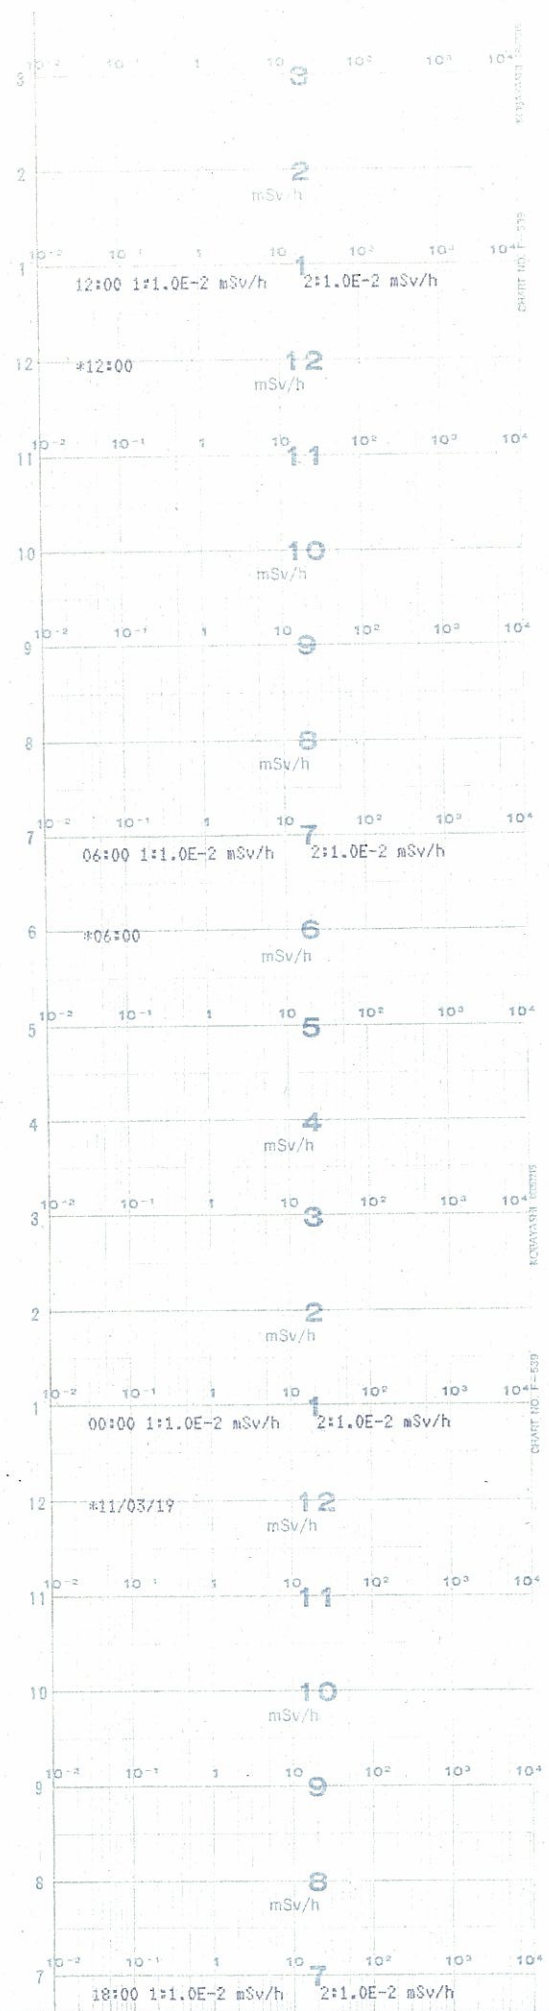 3 10⁻² 10⁻¹ 1 10 10² 10³ 10⁴
3
2 2
mSv/h
10⁻² 10⁻¹ 1 10 10² 10³ 10⁴
1 1
12:00 1:1.0E-2 mSv/h 2:1.0E-2 mSv/h
CHART NO. F-539
12 *12:00 12
mSv/h
10⁻² 10⁻¹ 1 10 10² 10³ 10⁴
11 11
10 10
mSv/h
10⁻² 10⁻¹ 1 10 10² 10³ 10⁴
9 9
8 8
mSv/h
10⁻² 10⁻¹ 1 10 10² 10³ 10⁴
7 7
06:00 1:1.0E-2 mSv/h 2:1.0E-2 mSv/h
6 *06:00 6
mSv/h
10⁻² 10⁻¹ 1 10 10² 10³ 10⁴
5 5
4 4
mSv/h
10⁻² 10⁻¹ 1 10 10² 10³ 10⁴
3 3
KOBAYASHI
2 2
mSv/h
10⁻² 10⁻¹ 1 10 10² 10³ 10⁴
1 1
00:00 1:1.0E-2 mSv/h 2:1.0E-2 mSv/h
CHART NO. F-539
12 *11/03/19 12
mSv/h
10⁻² 10⁻¹ 1 10 10² 10³ 10⁴
11 11
10 10
mSv/h
10⁻² 10⁻¹ 1 10 10² 10³ 10⁴
9 9
8 8
mSv/h
10⁻² 10⁻¹ 1 10 10² 10³ 10⁴
7 7
18:00 1:1.0E-2 mSv/h 2:1.0E-2 mSv/h